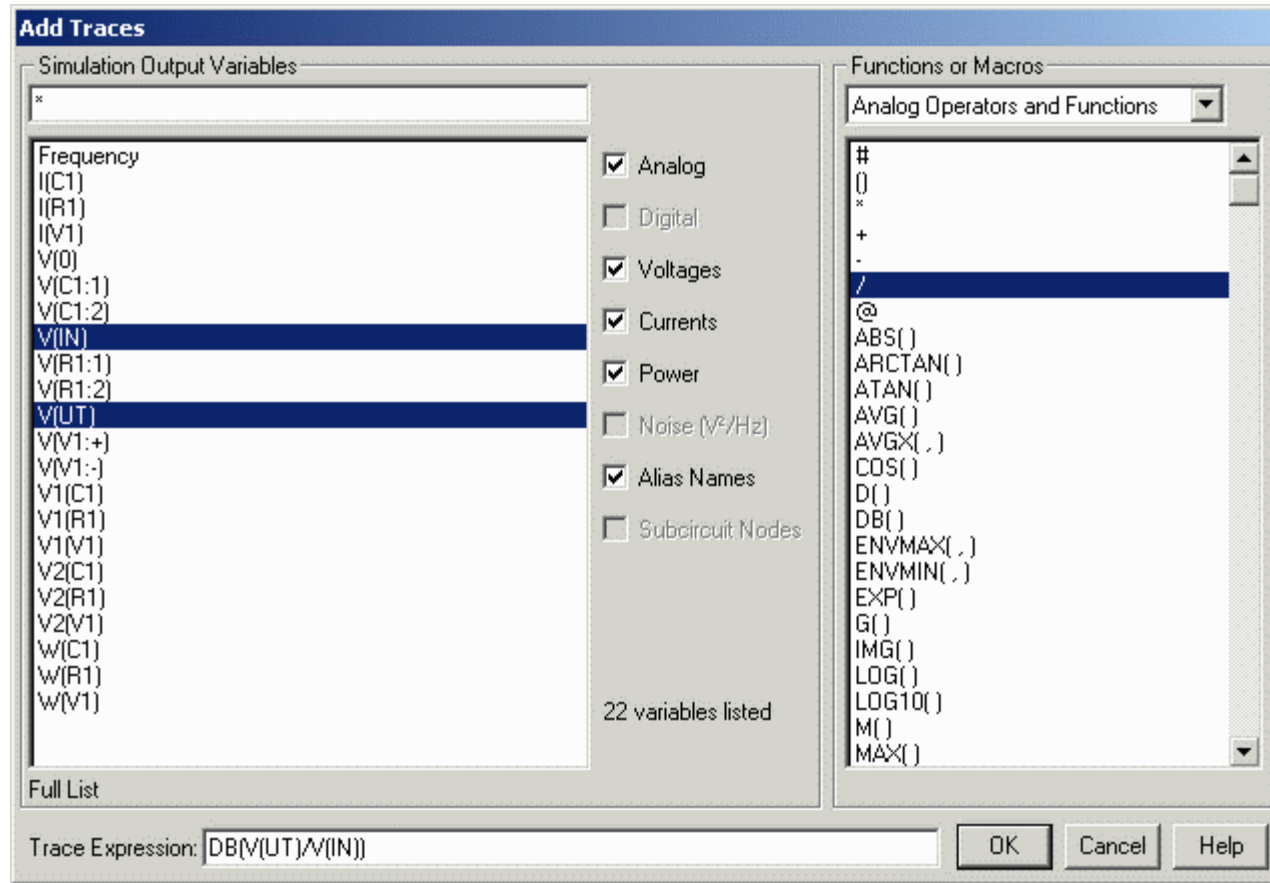 Add Traces
Simulation Output Variables
*
Frequency
I(C1)
I(R1)
I(V1)
V(0)
V(C1:1)
V(C1:2)
V(IN)
V(R1:1)
V(R1:2)
V(UT)
V(V1:+)
V(V1:-)
V1(C1)
V1(R1)
V1(V1)
V2(C1)
V2(R1)
V2(V1)
W(C1)
W(R1)
W(V1)
Full List
Analog
Digital
Voltages
Currents
Power
Noise (V²/Hz)
Alias Names
Subcircuit Nodes
22 variables listed
Functions or Macros
Analog Operators and Functions
#
()
*
+
-
/
@
ABS( )
ARCTAN( )
ATAN( )
AVG( )
AVGX( , )
COS( )
D( )
DB( )
ENVMAX( , )
ENVMIN( , )
EXP( )
G( )
IMG( )
LOG( )
LOG10( )
M( )
MAX( )
Trace Expression: DB(V(UT)/V(IN))
OK Cancel Help